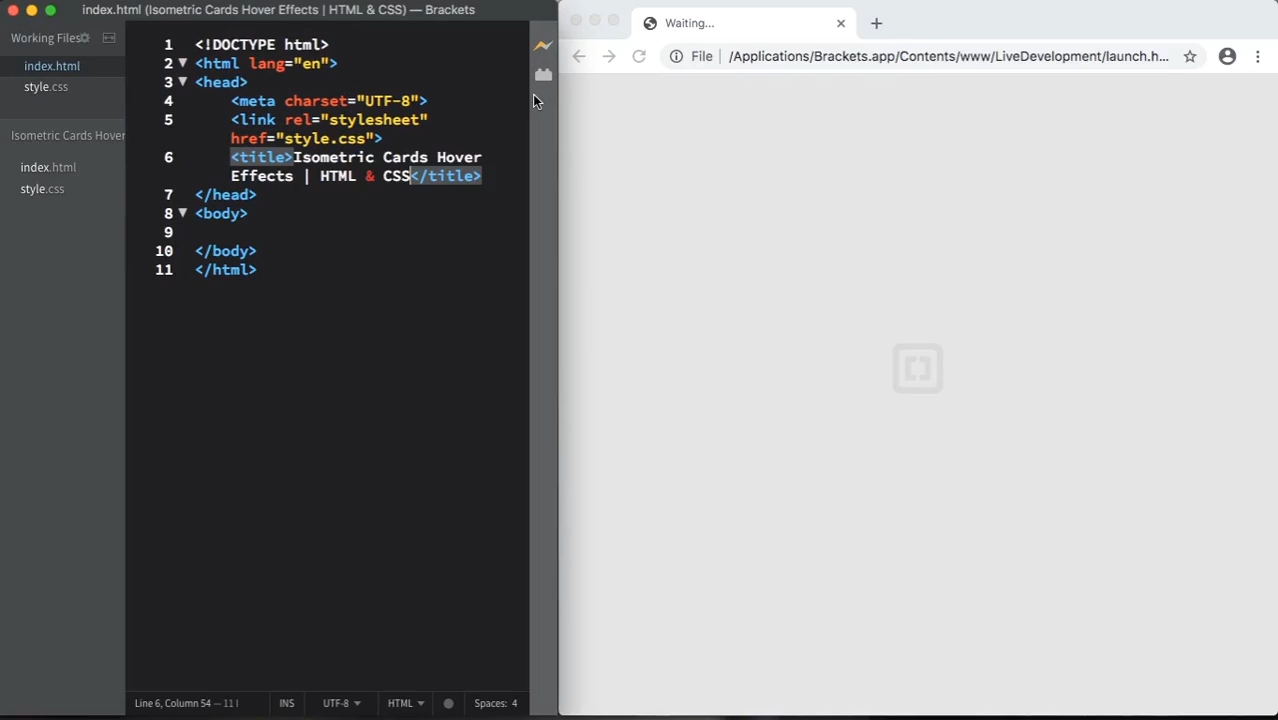 index.html (Isometric Cards Hover Effects | HTML & CSS) — Brackets
Working Files
index.html
style.css
Isometric Cards Hover
index.html
style.css
1 <!DOCTYPE html>
2 <html lang="en">
3 <head>
4 <meta charset="UTF-8">
5 <link rel="stylesheet"
href="style.css">
6 <title>Isometric Cards Hover
Effects | HTML & CSS</title>
7 </head>
8 <body>
9
10 </body>
11 </html>
Line 6, Column 54 — 11 l
INS
UTF-8
HTML
Spaces: 4
Waiting...
File | /Applications/Brackets.app/Contents/www/LiveDevelopment/launch.h...